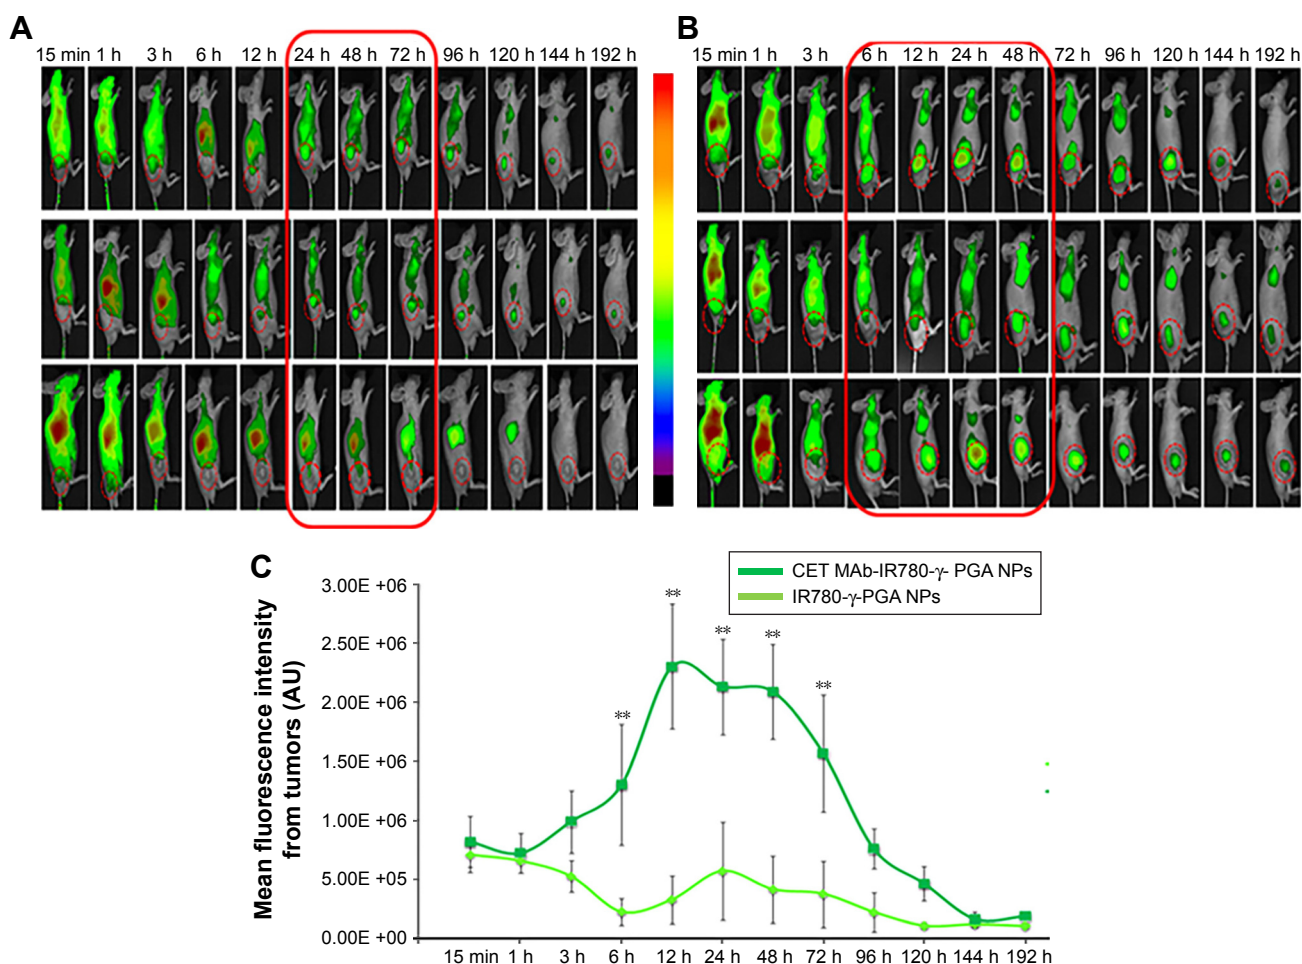 A
15 min 1 h 3 h 6 h 12 h 24 h 48 h 72 h 96 h 120 h 144 h 192 h
B
15 min 1 h 3 h 6 h 12 h 24 h 48 h 72 h 96 h 120 h 144 h 192 h
C
CET MAb-IR780-γ- PGA NPs
IR780-γ-PGA NPs
Mean fluorescence intensity
from tumors (AU)
3.00E +06
2.50E +06
2.00E +06
1.50E +06
1.00E +06
5.00E +05
0.00E +00
** ** ** ** **
15 min 1 h 3 h 6 h 12 h 24 h 48 h 72 h 96 h 120 h 144 h 192 h